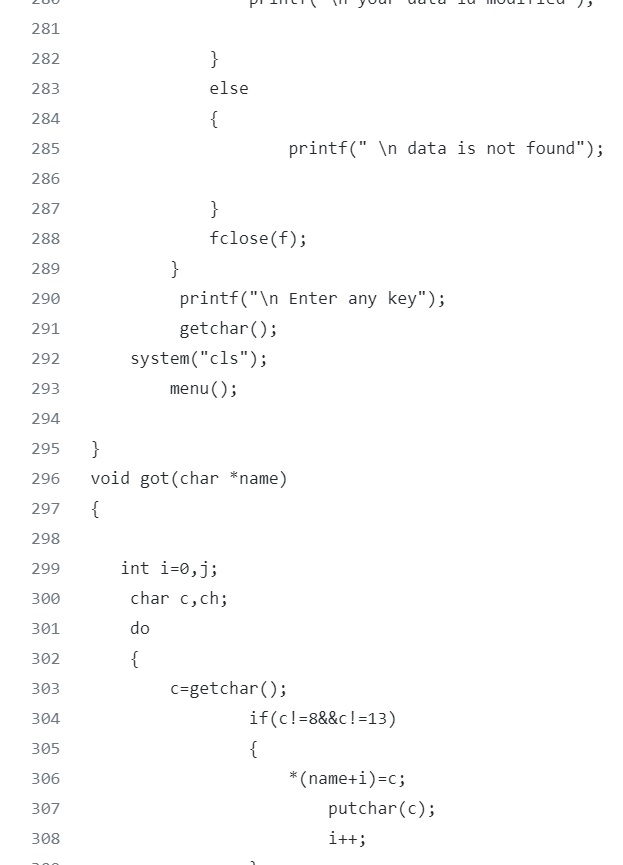 280 printf(" \n your data id modified");
281
282 }
283 else
284 {
285 printf(" \n data is not found");
286
287 }
288 fclose(f);
289 }
290 printf("\n Enter any key");
291 getchar();
292 system("cls");
293 menu();
294
295 }
296 void got(char *name)
297 {
298
299 int i=0,j;
300 char c,ch;
301 do
302 {
303 c=getchar();
304 if(c!=8&&c!=13)
305 {
306 *(name+i)=c;
307 putchar(c);
308 i++;
309 }